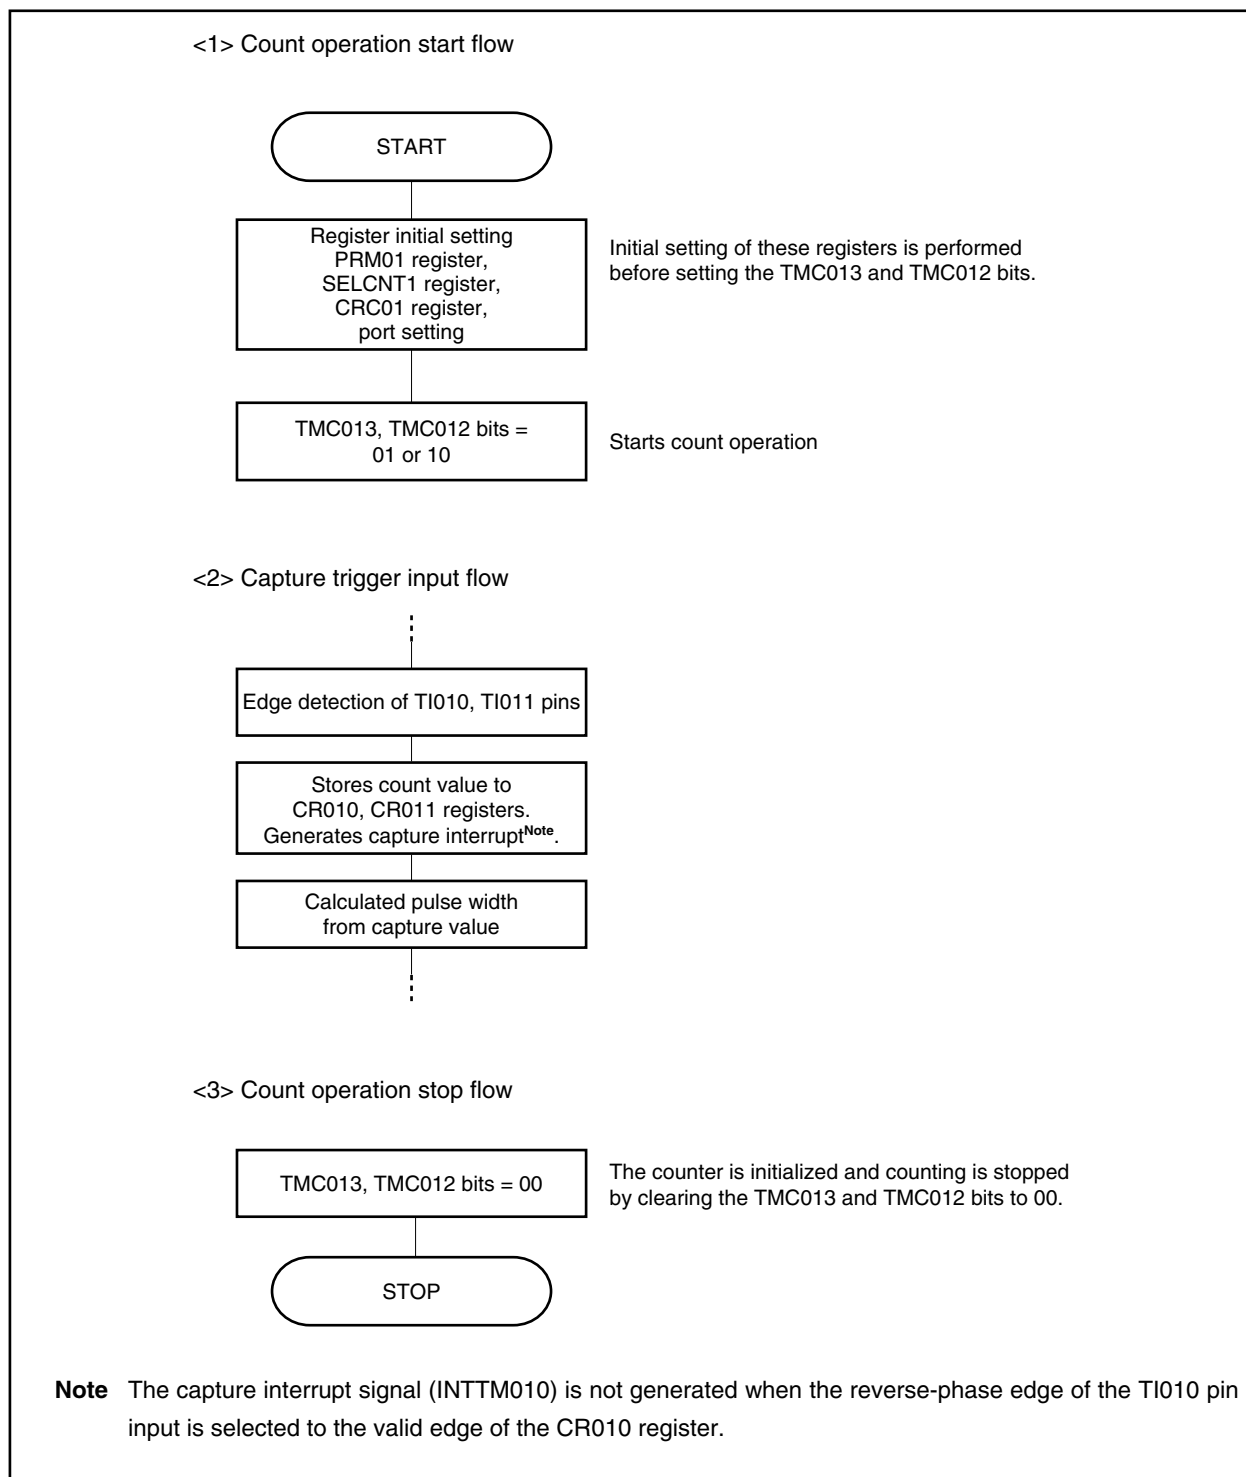 <1> Count operation start flow
START
Register initial setting
PRM01 register,
SELCNT1 register,
CRC01 register,
port setting
Initial setting of these registers is performed
before setting the TMC013 and TMC012 bits.
TMC013, TMC012 bits =
01 or 10
Starts count operation
<2> Capture trigger input flow
Edge detection of TI010, TI011 pins
Stores count value to
CR010, CR011 registers.
Generates capture interruptNote.
Calculated pulse width
from capture value
<3> Count operation stop flow
TMC013, TMC012 bits = 00
The counter is initialized and counting is stopped
by clearing the TMC013 and TMC012 bits to 00.
STOP
Note The capture interrupt signal (INTTM010) is not generated when the reverse-phase edge of the TI010 pin
input is selected to the valid edge of the CR010 register.